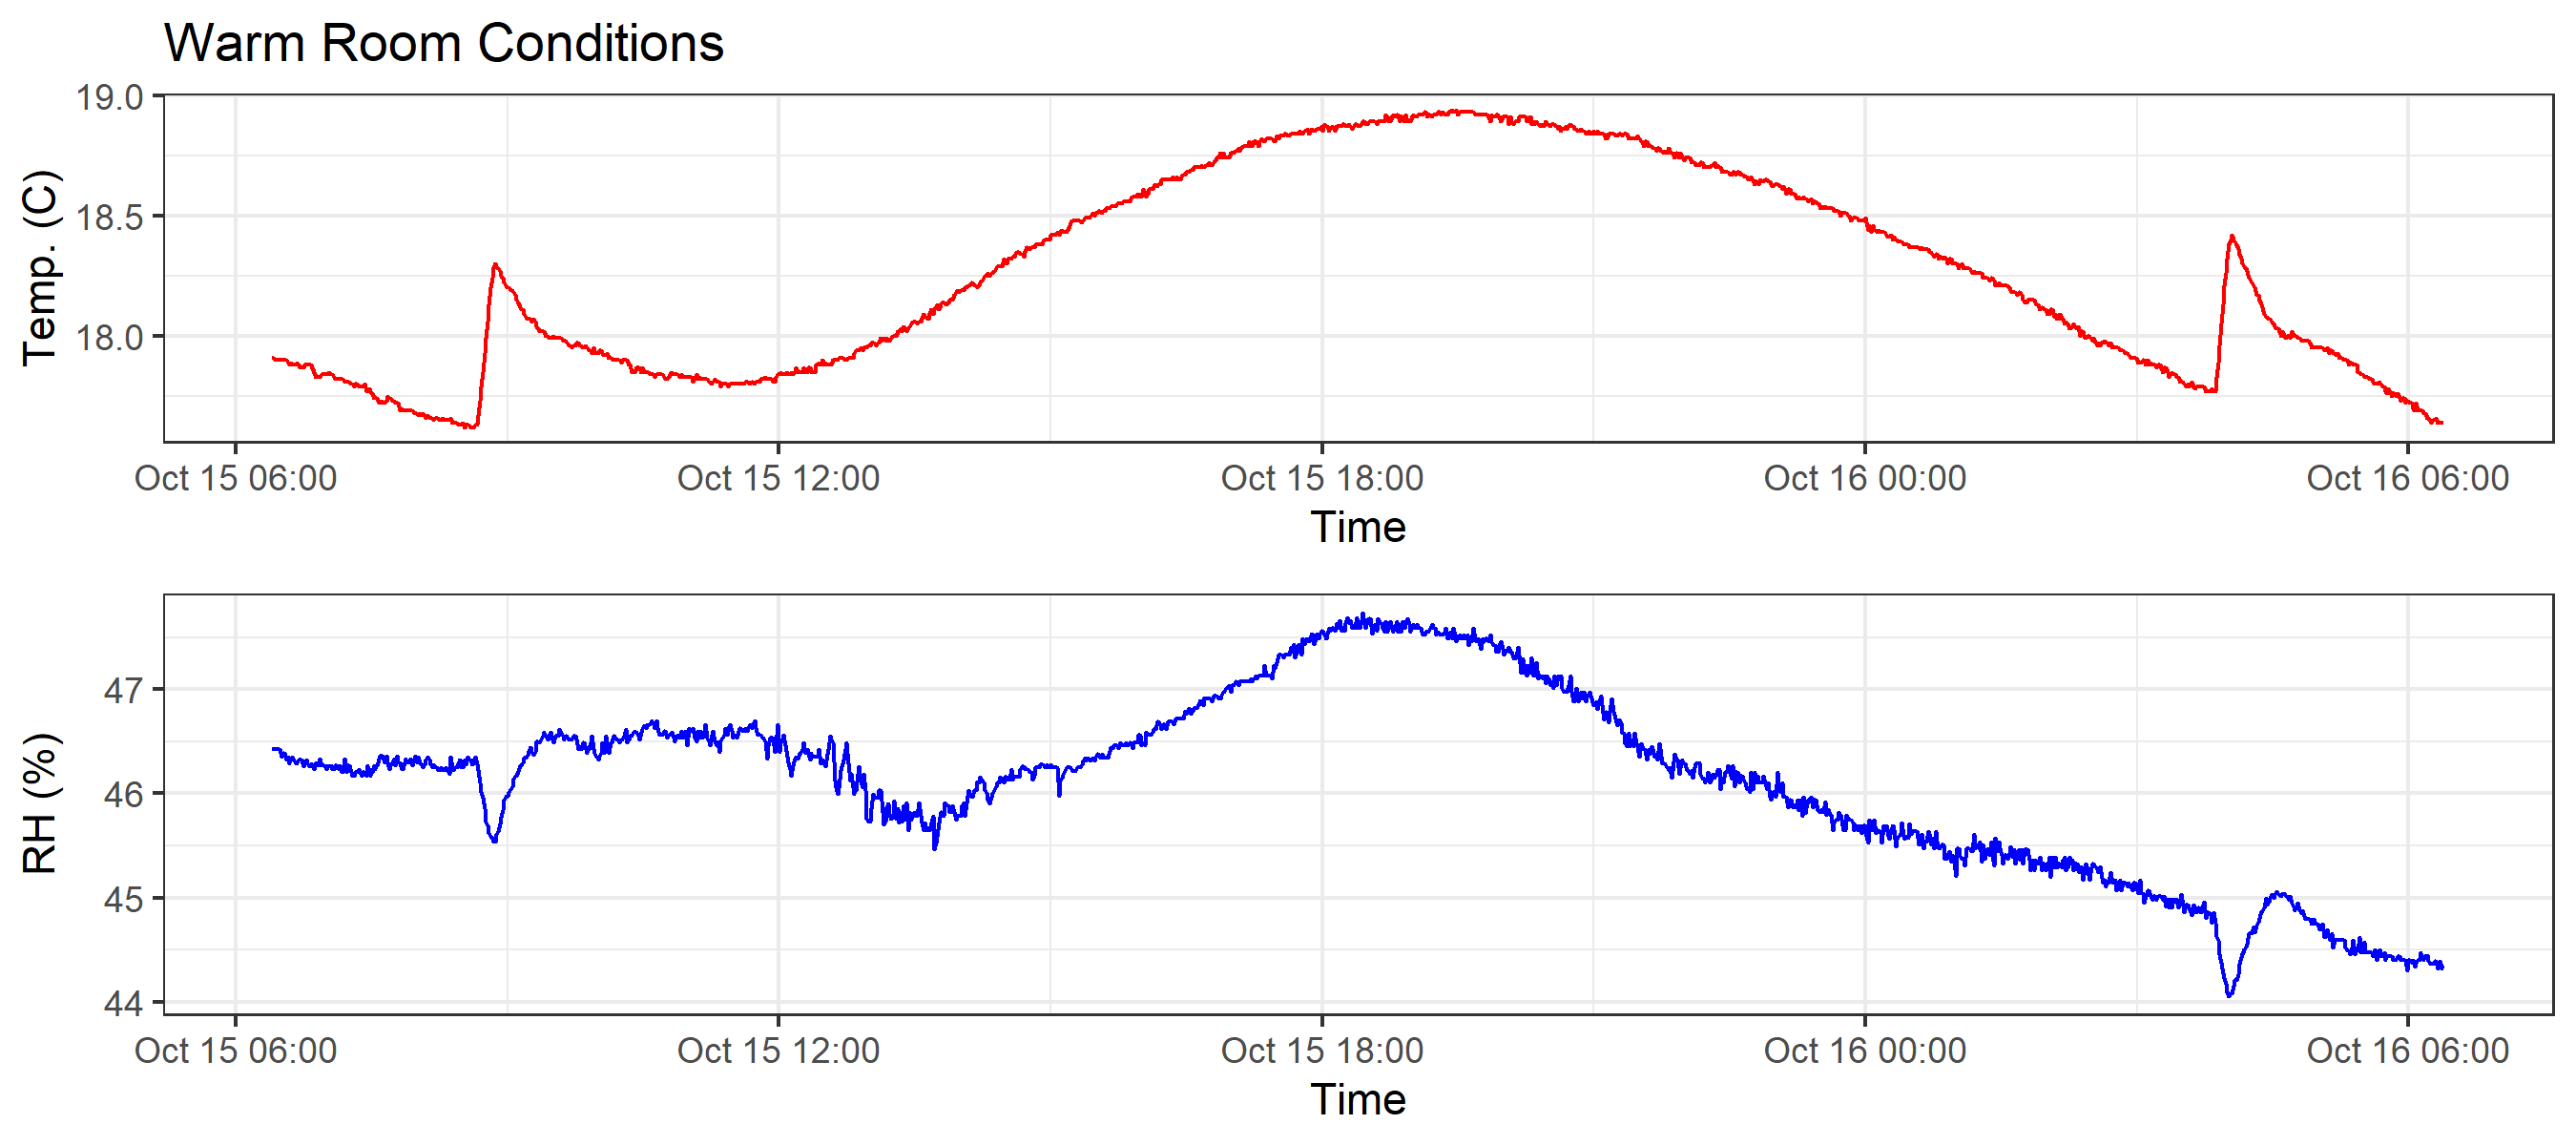 Warm Room Conditions
Temp. (C)
19.0
18.5
18.0
Oct 15 06:00 Oct 15 12:00 Oct 15 18:00 Oct 16 00:00 Oct 16 06:00
Time
RH (%)
47
46
45
44
Oct 15 06:00 Oct 15 12:00 Oct 15 18:00 Oct 16 00:00 Oct 16 06:00
Time